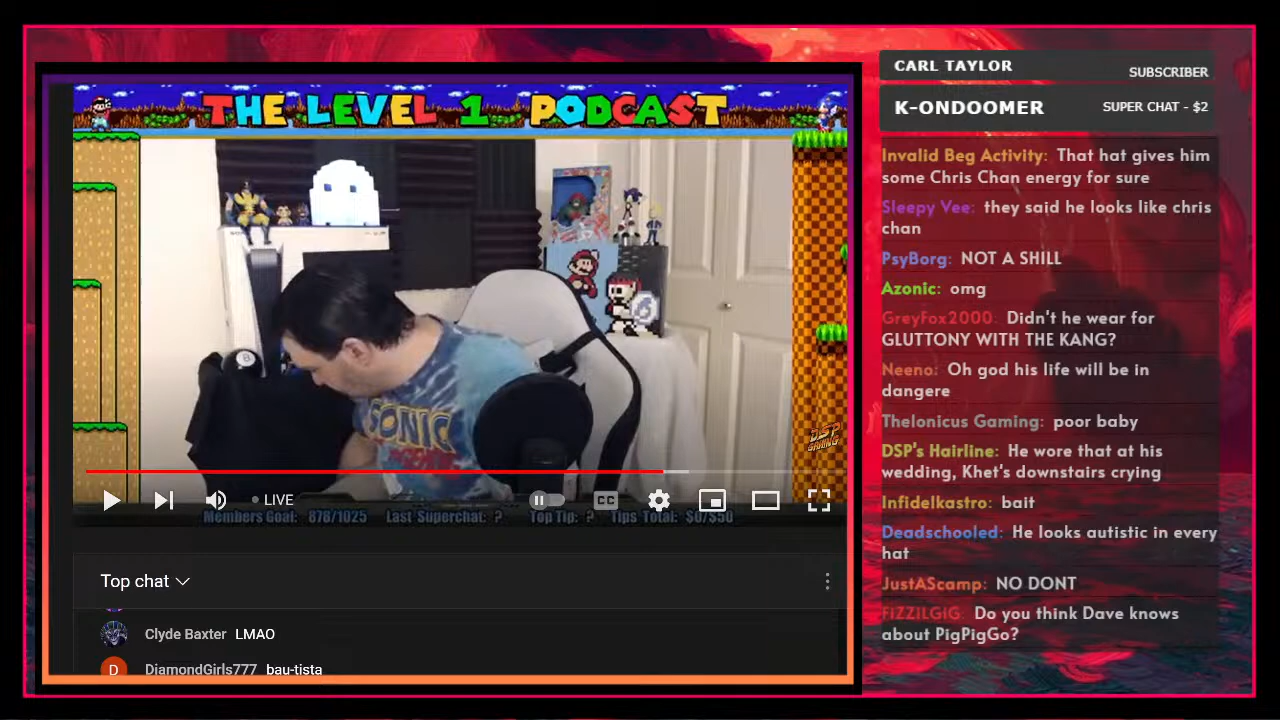 THE LEVEL 1 PODCAST
SONIC
8
DSP
GAMING
LIVE
CC
Members Goal: 878/1025 Last Superchat: ? Top Tip: ? Tips Total: $0/$50
Top chat
Clyde Baxter LMAO
D DiamondGirls777 bau-tista
CARL TAYLOR SUBSCRIBER
K-ONDOOMER SUPER CHAT - $2
Invalid Beg Activity: That hat gives him
some Chris Chan energy for sure
Sleepy Vee: they said he looks like chris
chan
PsyBorg: NOT A SHILL
Azonic: omg
GreyFox2000: Didn't he wear for
GLUTTONY WITH THE KANG?
Neeno: Oh god his life will be in
dangere
Thelonicus Gaming: poor baby
DSP's Hairline: He wore that at his
wedding, Khet's downstairs crying
Infidelkastro: bait
Deadschooled: He looks autistic in every
hat
JustAScamp: NO DONT
FiZZILGIG: Do you think Dave knows
about PigPigGo?